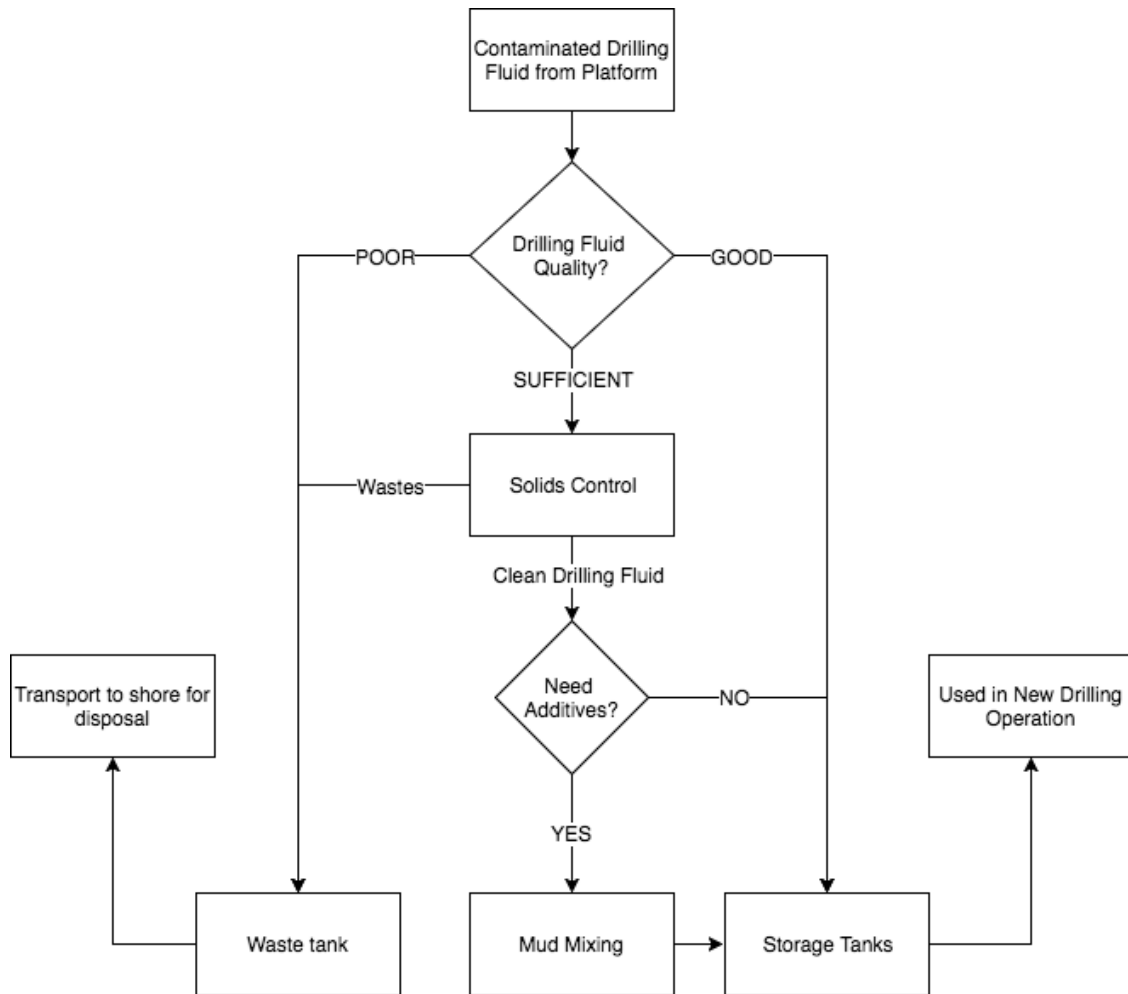 Contaminated Drilling
Fluid from Platform
Drilling Fluid
Quality?
POOR
GOOD
SUFFICIENT
Solids Control
Wastes
Clean Drilling Fluid
Need
Additives?
NO
Transport to shore for
disposal
Used in New Drilling
Operation
YES
Waste tank
Mud Mixing
Storage Tanks